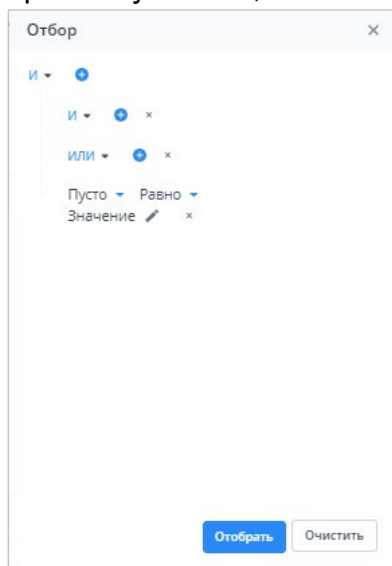 Отбор
И
И
ИЛИ
Пусто Равно
Значение
Отобрать Очистить